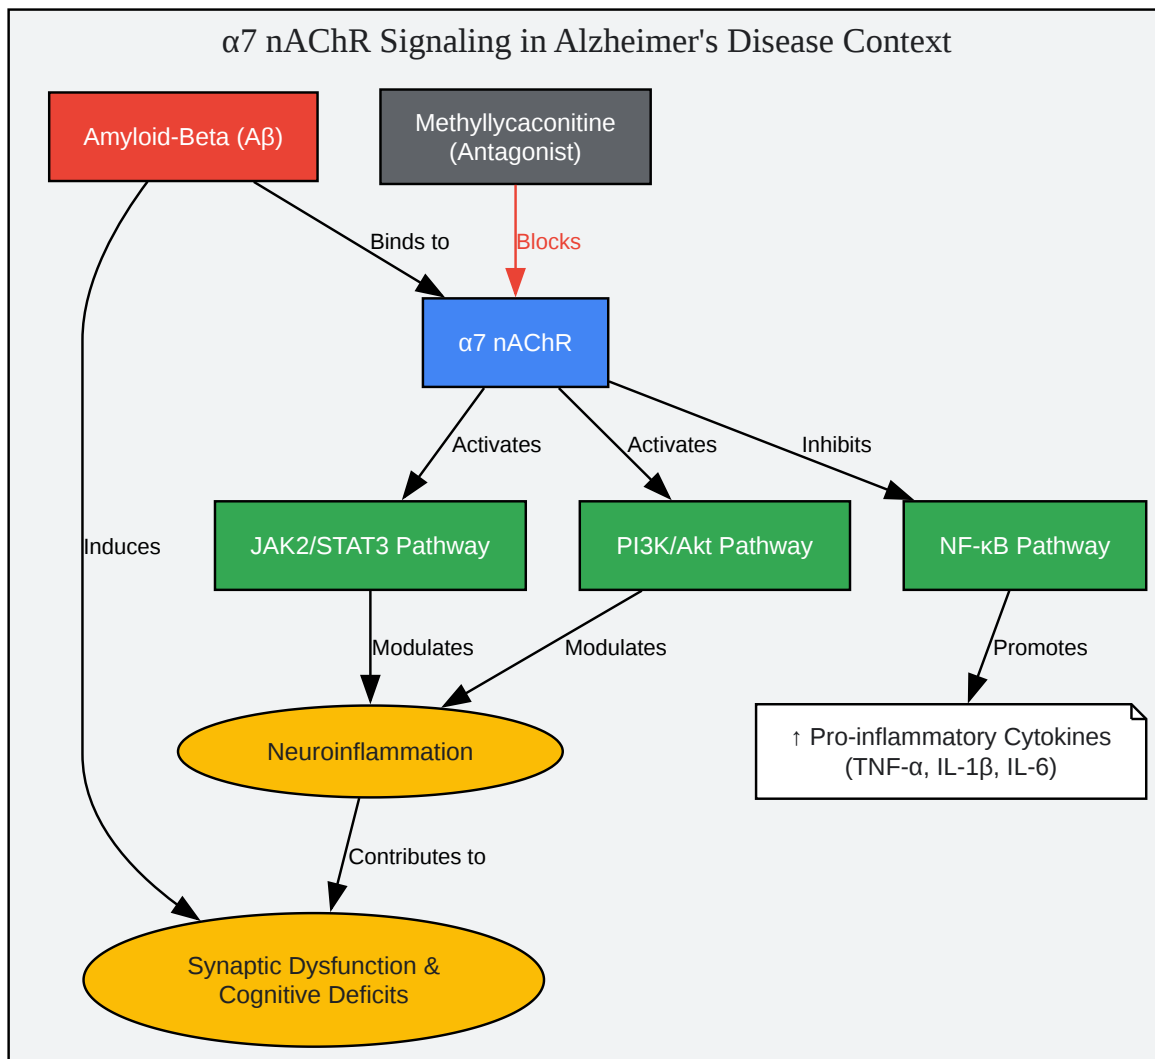 α7 nAChR Signaling in Alzheimer's Disease Context
Amyloid-Beta (Aβ)
Methyllycaconitine
(Antagonist)
Binds to
Blocks
α7 nAChR
Activates
Activates
Inhibits
Induces
JAK2/STAT3 Pathway
PI3K/Akt Pathway
NF-κB Pathway
Modulates
Modulates
Promotes
Neuroinflammation
↑ Pro-inflammatory Cytokines
(TNF-α, IL-1β, IL-6)
Contributes to
Synaptic Dysfunction &
Cognitive Deficits